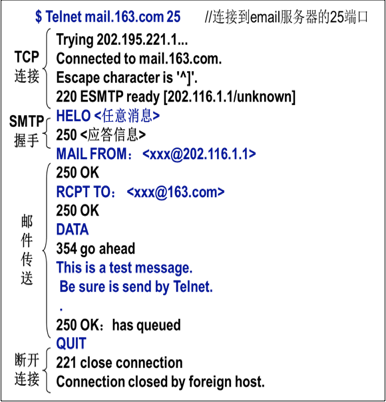 $ Telnet mail.163.com 25 //连接到email服务器的25端口
TCP
连接
Trying 202.195.221.1...
Connected to mail.163.com.
Escape character is '^]'.
220 ESMTP ready [202.116.1.1/unknown]
SMTP
握手
HELO <任意消息>
250 <应答信息>
邮
件
传
送
MAIL FROM： <xxx@202.116.1.1>
250 OK
RCPT TO： <xxx@163.com>
250 OK
DATA
354 go ahead
This is a test message.
Be sure is send by Telnet.
.
250 OK：has queued
断开
连接
QUIT
221 close connection
Connection closed by foreign host.